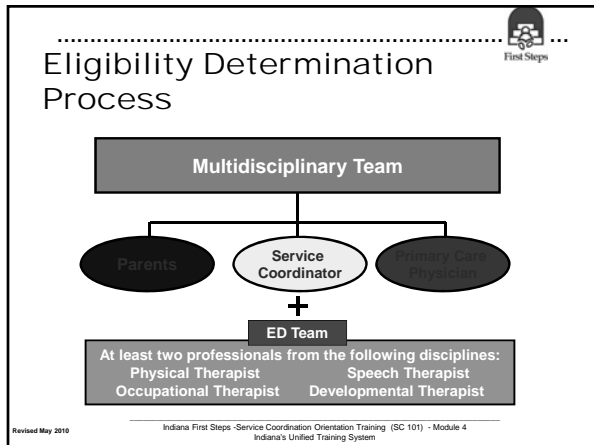 First Steps
Eligibility Determination
Process
Multidisciplinary Team
Parents
Service
Coordinator
Primary Care
Physician
+
ED Team
At least two professionals from the following disciplines:
Physical Therapist Speech Therapist
Occupational Therapist Developmental Therapist
Revised May 2010
Indiana First Steps -Service Coordination Orientation Training (SC 101) - Module 4
Indiana's Unified Training System